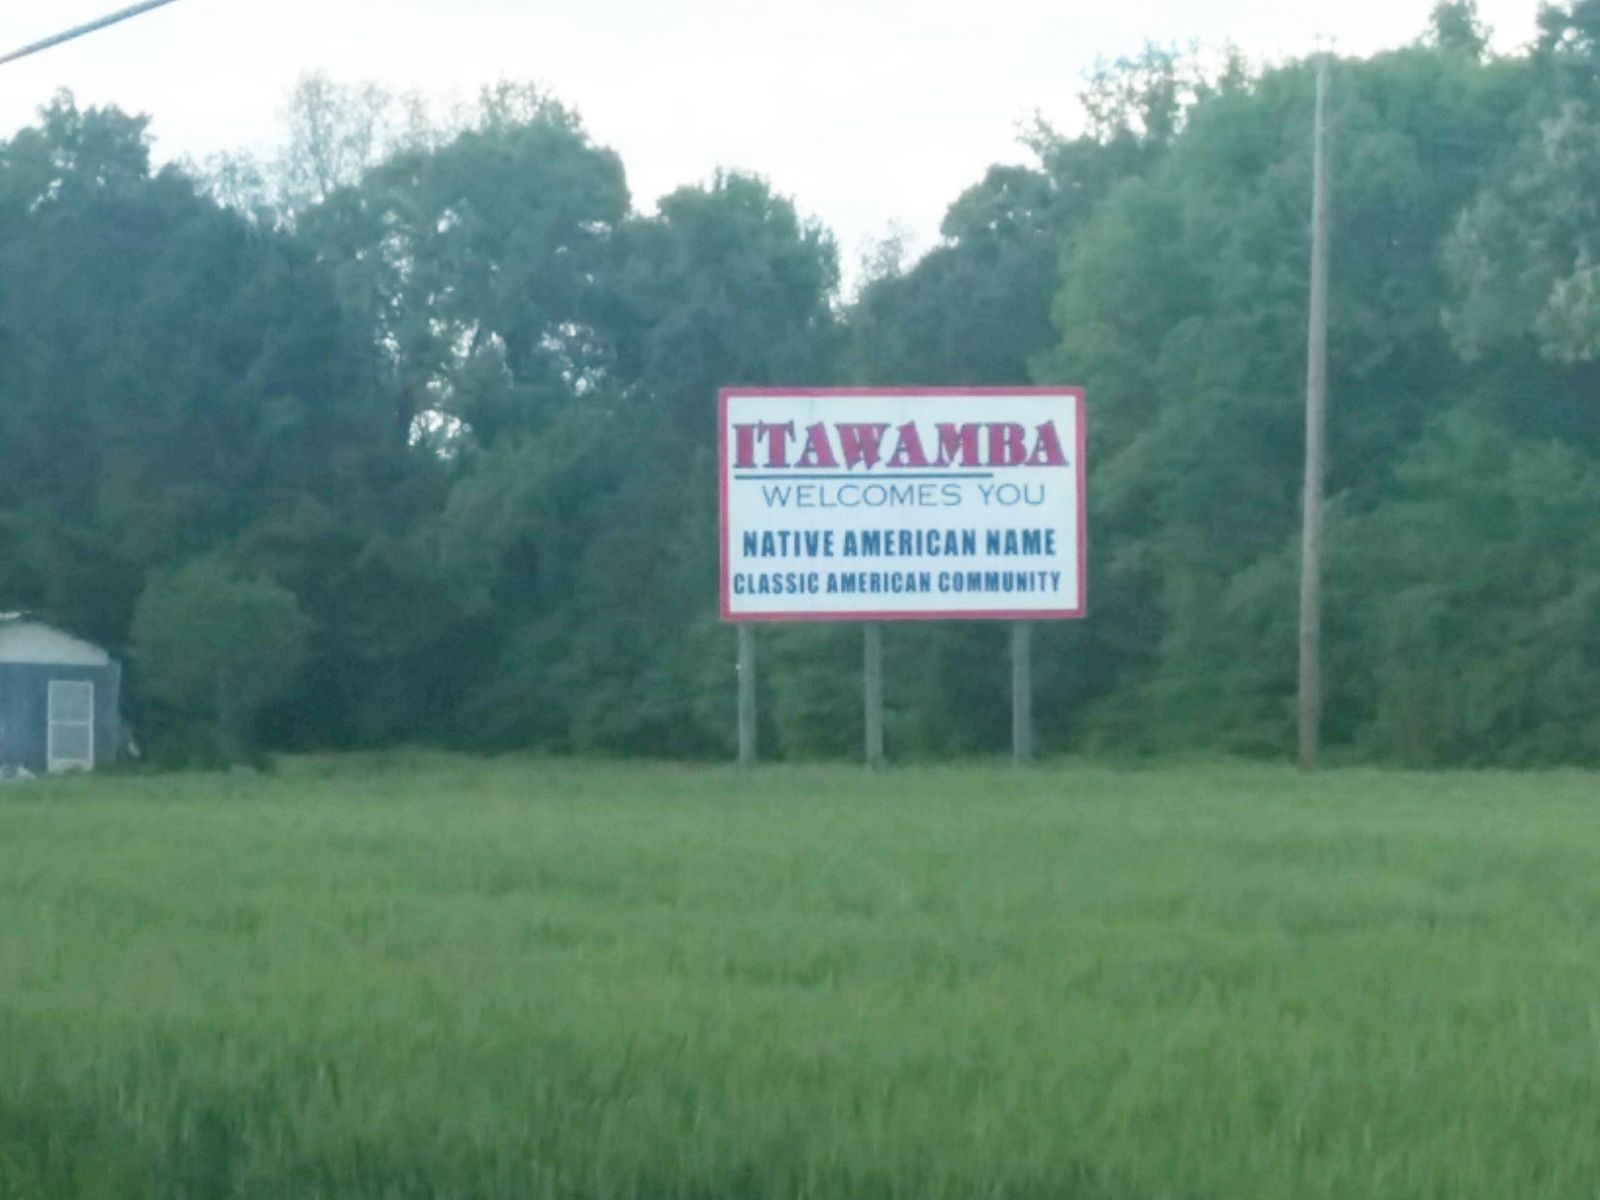 ITAWAMBA
WELCOMES YOU
NATIVE AMERICAN NAME
CLASSIC AMERICAN COMMUNITY